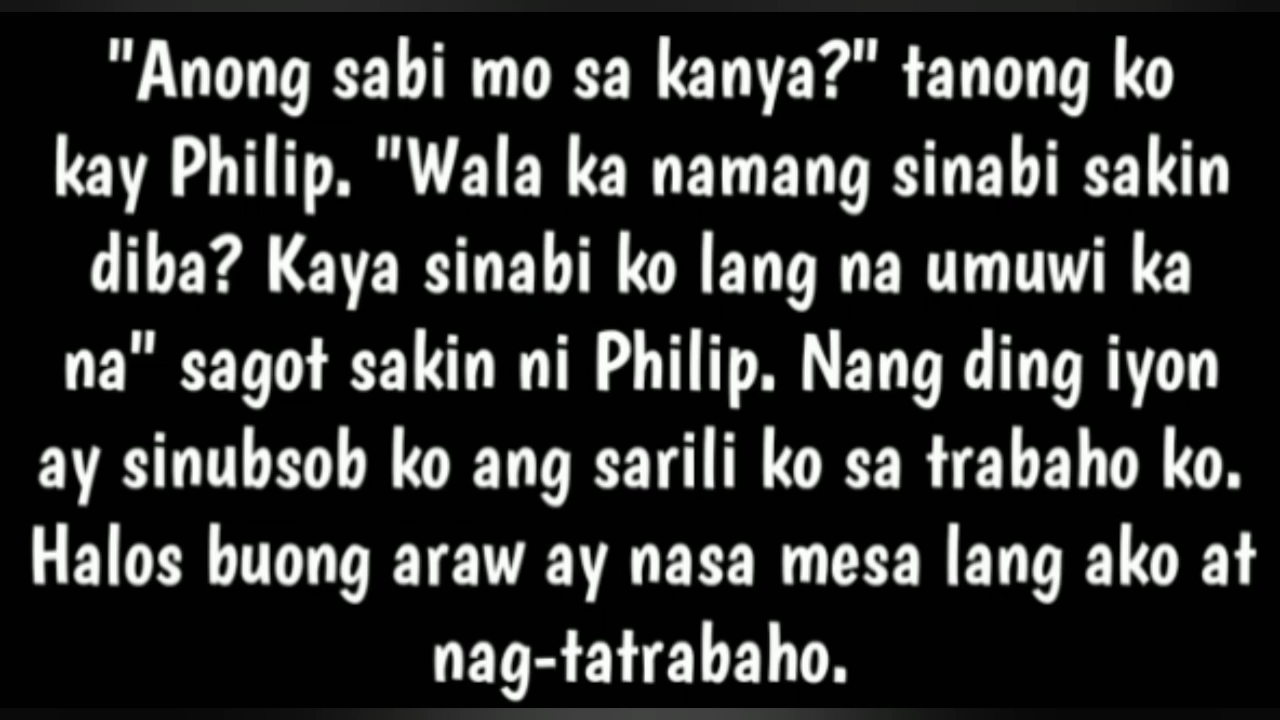 "Anong sabi mo sa kanya?" tanong ko
kay Philip. "Wala ka namang sinabi sakin
diba? Kaya sinabi ko lang na umuwi ka
na" sagot sakin ni Philip. Nang ding iyon
ay sinubsob ko ang sarili ko sa trabaho ko.
Halos buong araw ay nasa mesa lang ako at
nag-tatrabaho.